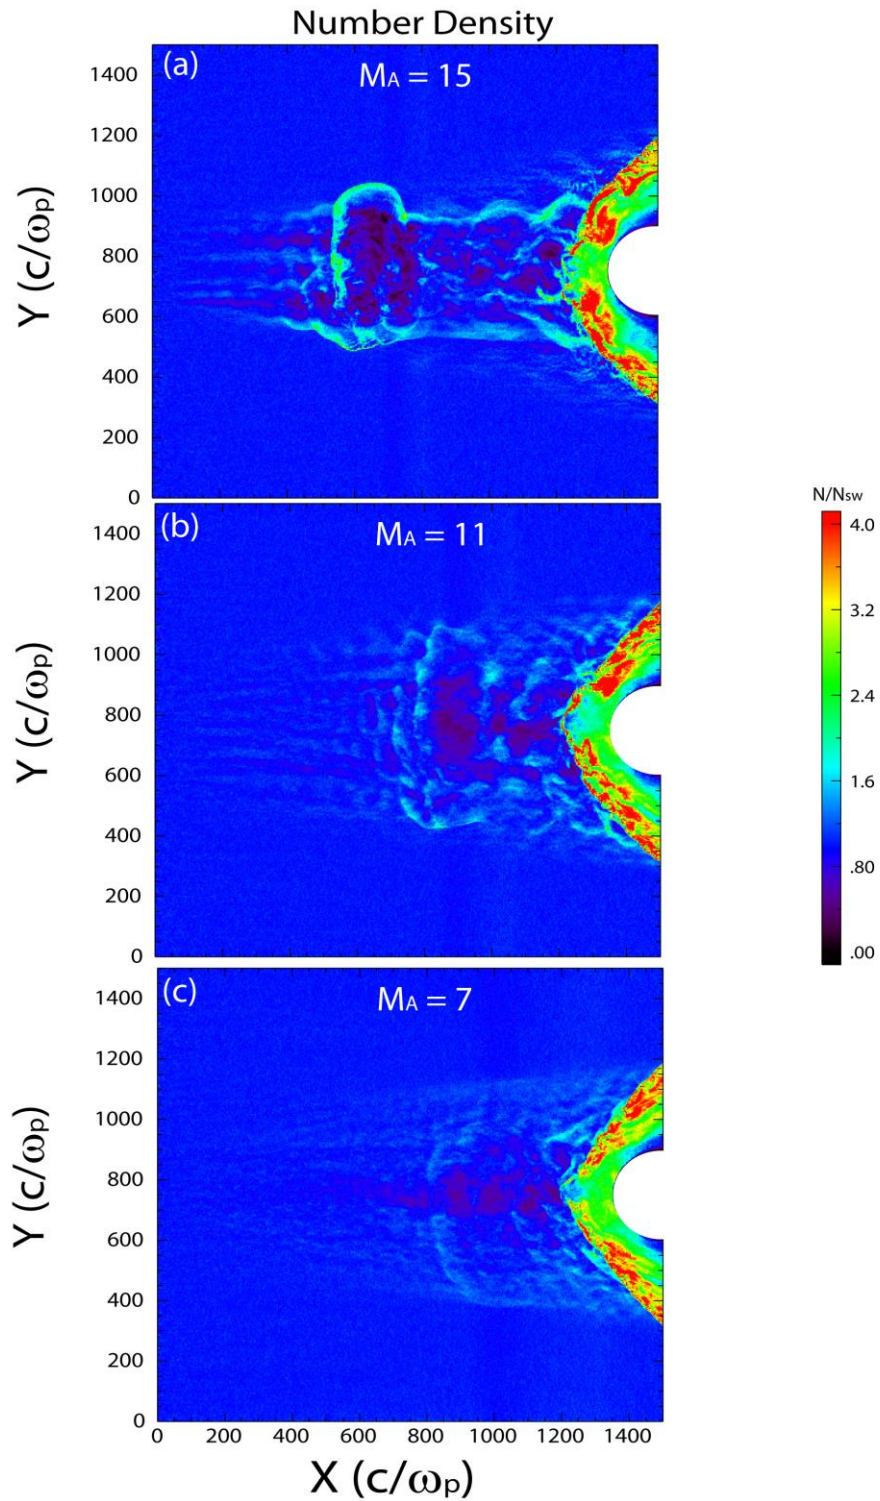 Number Density
(a)
MA = 15
1400
1200
1000
800
600
400
200
0
Y (c/ωp)
(b)
MA = 11
1400
1200
1000
800
600
400
200
0
Y (c/ωp)
N/Nsw
4.0
3.2
2.4
1.6
.80
.00
(c)
MA = 7
1400
1200
1000
800
600
400
200
0
Y (c/ωp)
0 200 400 600 800 1000 1200 1400
X (c/ωp)